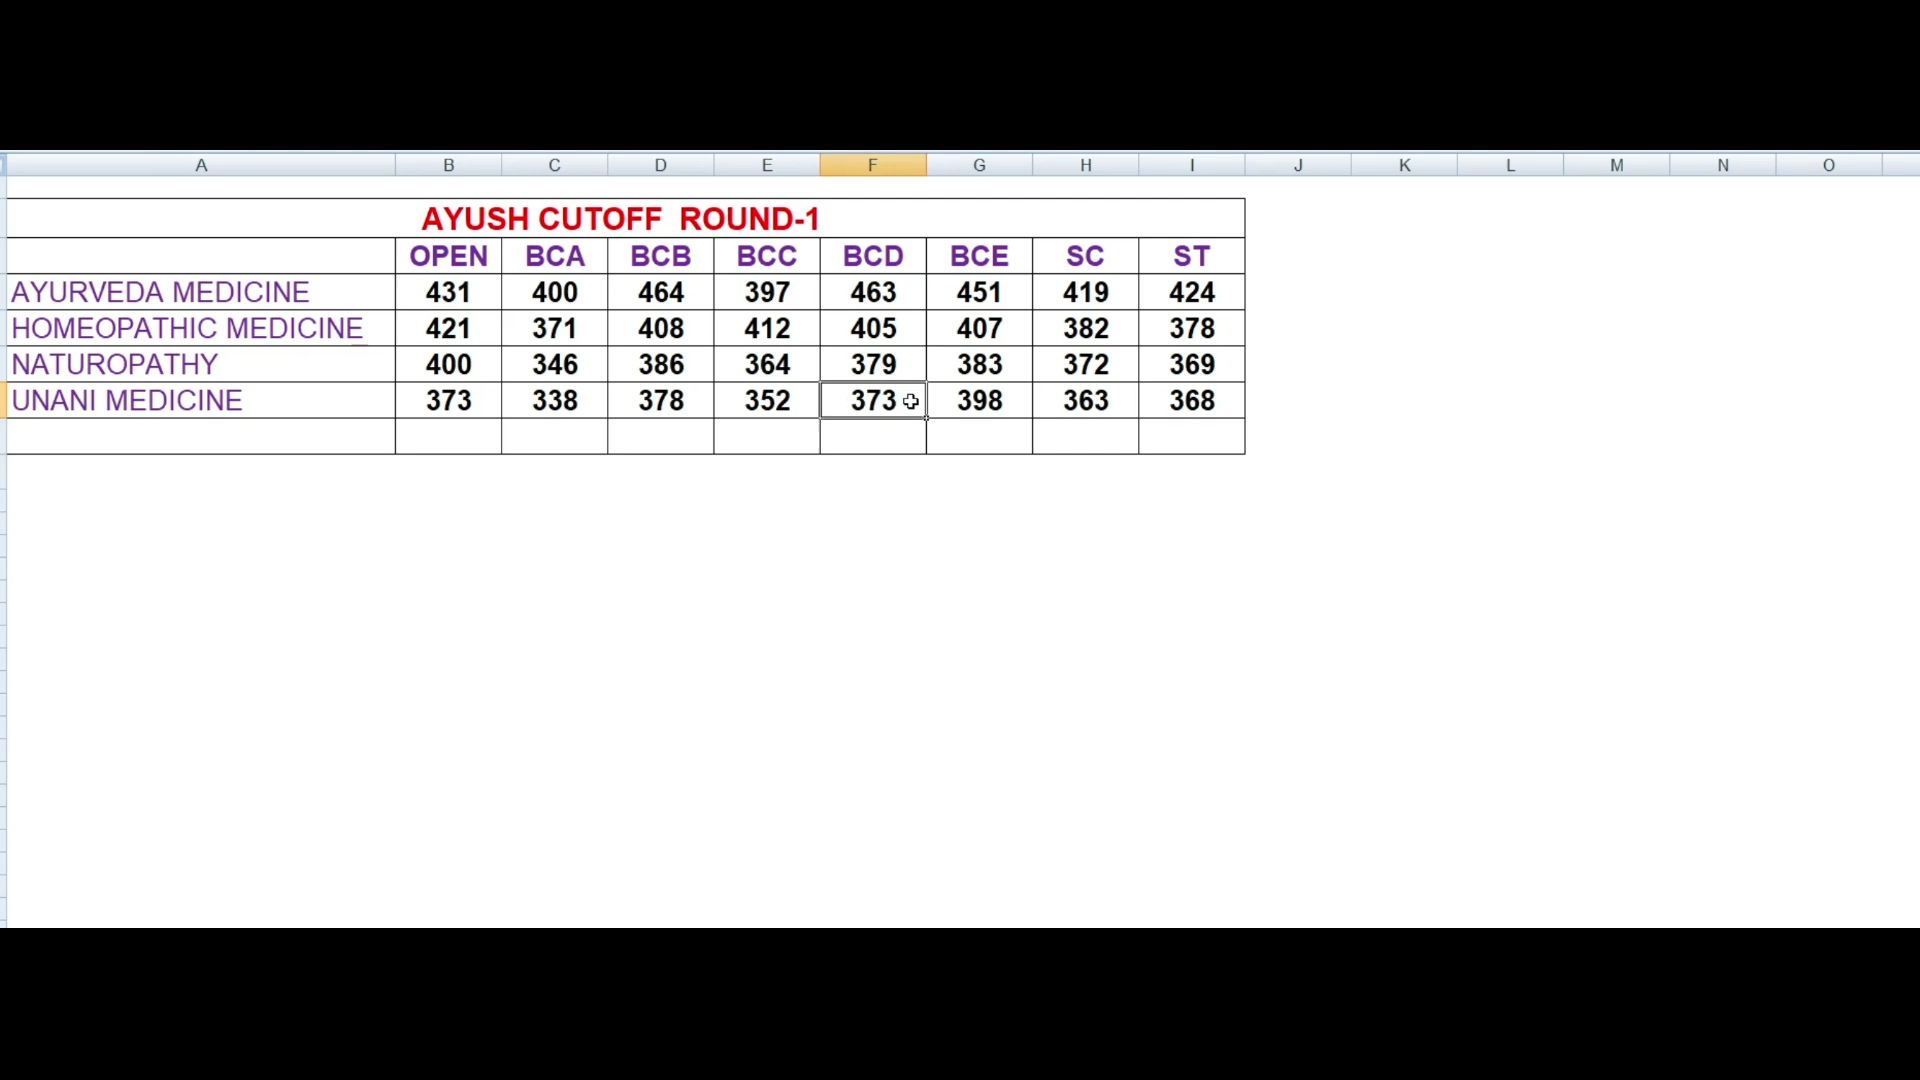 A B C D E F G H I J K L M N O
AYUSH CUTOFF ROUND-1
OPEN BCA BCB BCC BCD BCE SC ST
AYURVEDA MEDICINE 431 400 464 397 463 451 419 424
HOMEOPATHIC MEDICINE 421 371 408 412 405 407 382 378
NATUROPATHY 400 346 386 364 379 383 372 369
UNANI MEDICINE 373 338 378 352 373 398 363 368